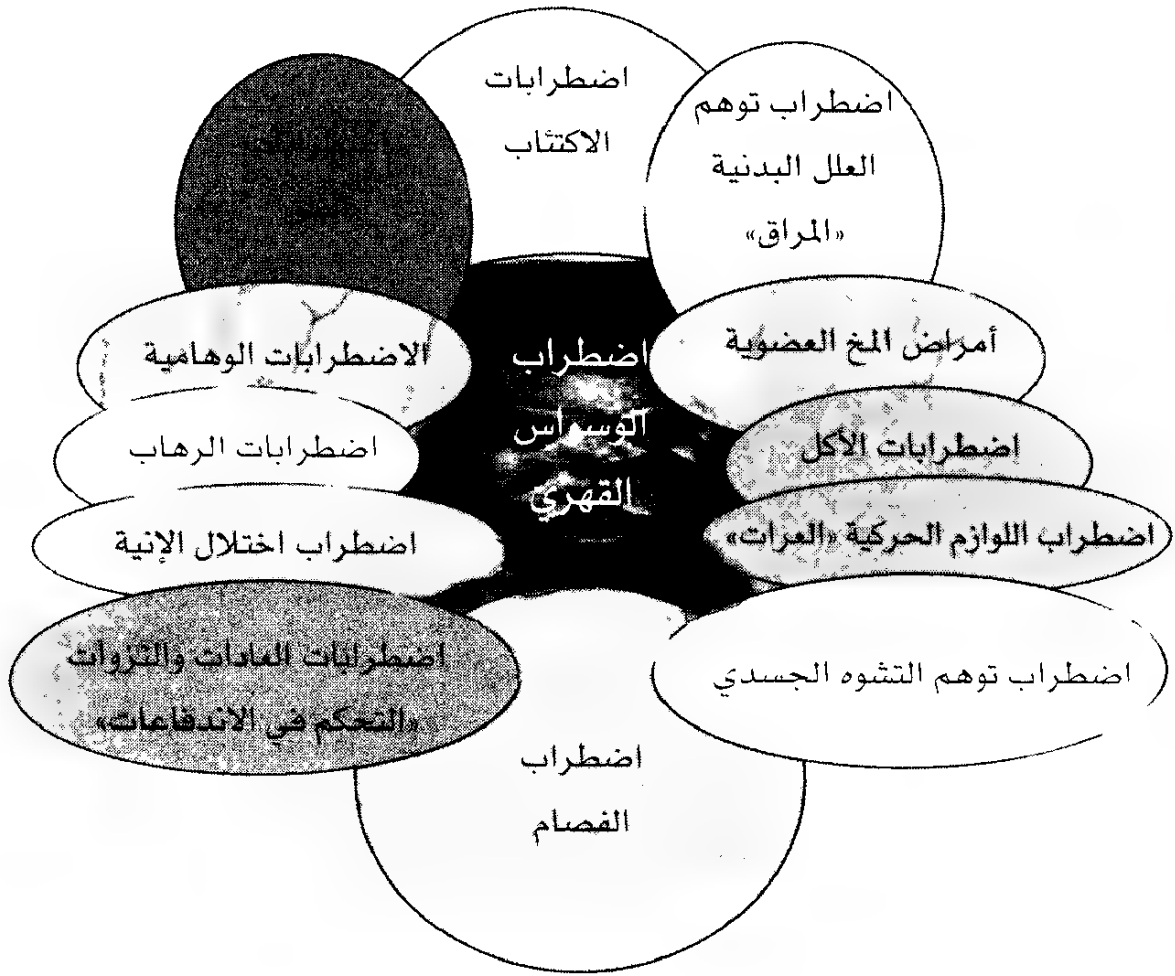 اضطرابات
الاكتئاب
اضطراب توهم
العلل البدنية
«المراق»
أمراض المخ العضوية
اضطرابات الأكل
اضطراب اللوازم الحركية «العرات»
اضطراب توهم التشوه الجسدي
اضطراب
الفصام
اضطرابات العادات والنزوات
«التحكم في الاندفاعات»
اضطراب اختلال الإنية
اضطرابات الرهاب
الاضطرابات الوهامية
اضطراب
الوسواس
القهري